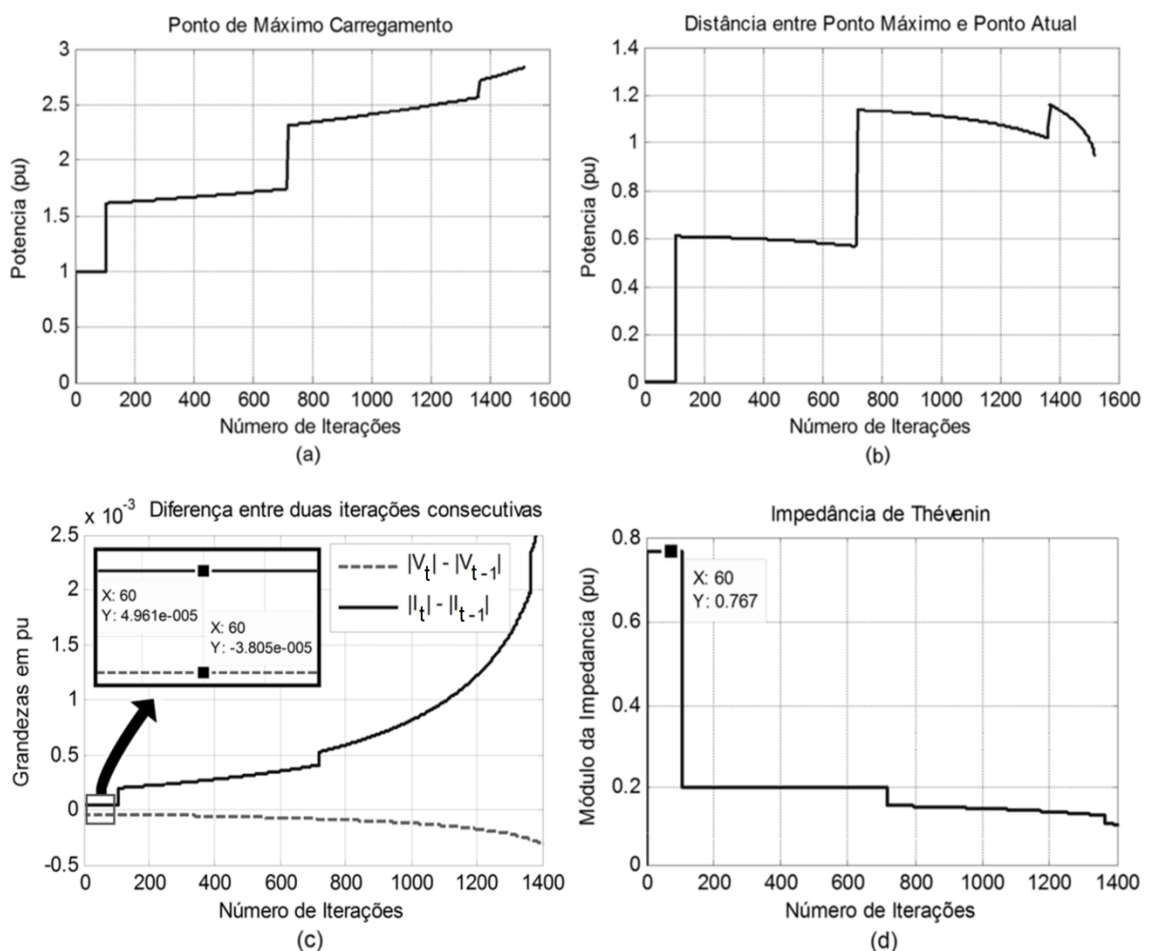 Ponto de Máximo Carregamento
3
2.5
2
1.5
1
0.5
0
Potencia (pu)
0 200 400 600 800 1000 1200 1400 1600
Número de Iterações
(a)
Distância entre Ponto Máximo e Ponto Atual
1.4
1.2
1
0.8
0.6
0.4
0.2
0
Potencia (pu)
0 200 400 600 800 1000 1200 1400 1600
Número de Iterações
(b)
x 10^-3 Diferença entre duas iterações consecutivas
2.5
2
1.5
1
0.5
0
-0.5
Grandezas em pu
X: 60
Y: 4.961e-005
X: 60
Y: -3.805e-005
|V_t| - |V_t-1|
|I_t| - |I_t-1|
0 200 400 600 800 1000 1200 1400
Número de Iterações
(c)
Impedância de Thévenin
0.8
0.6
0.4
0.2
0
Módulo da Impedancia (pu)
X: 60
Y: 0.767
0 200 400 600 800 1000 1200 1400
Número de Iterações
(d)